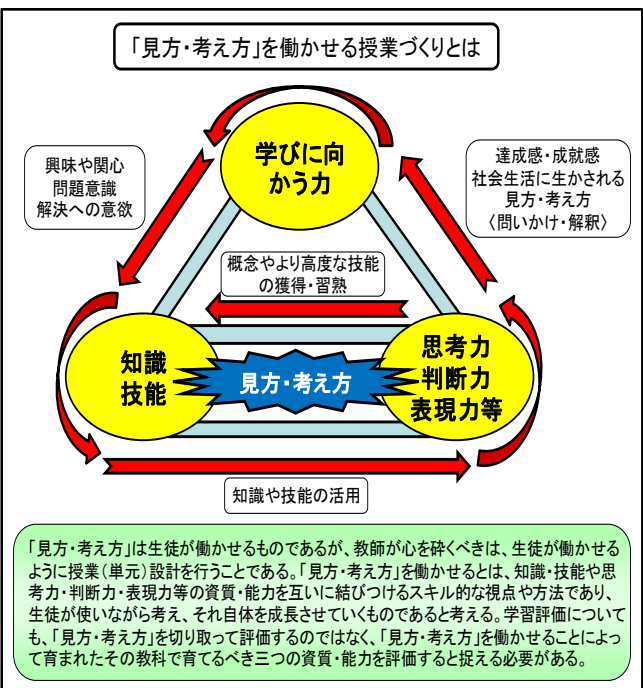 「見方・考え方」を働かせる授業づくりとは
学びに向
かう力
興味や関心
問題意識
解決への意欲
達成感・成就感
社会生活に生かされる
見方・考え方
〈問いかけ・解釈〉
概念やより高度な技能
の獲得・習熟
知識
技能
見方・考え方
思考力
判断力
表現力等
知識や技能の活用
「見方・考え方」は生徒が働かせるものであるが、教師が心を砕くべきは、生徒が働かせる
ように授業(単元)設計を行うことである。「見方・考え方」を働かせるとは、知識・技能や思
考力・判断力・表現力等の資質・能力を互いに結びつけるスキル的な視点や方法であり、
生徒が使いながら考え、それ自体を成長させていくものであると考える。学習評価について
も、「見方・考え方」を切り取って評価するのではなく、「見方・考え方」を働かせることによっ
て育まれたその教科で育てるべき三つの資質・能力を評価すると捉える必要がある。